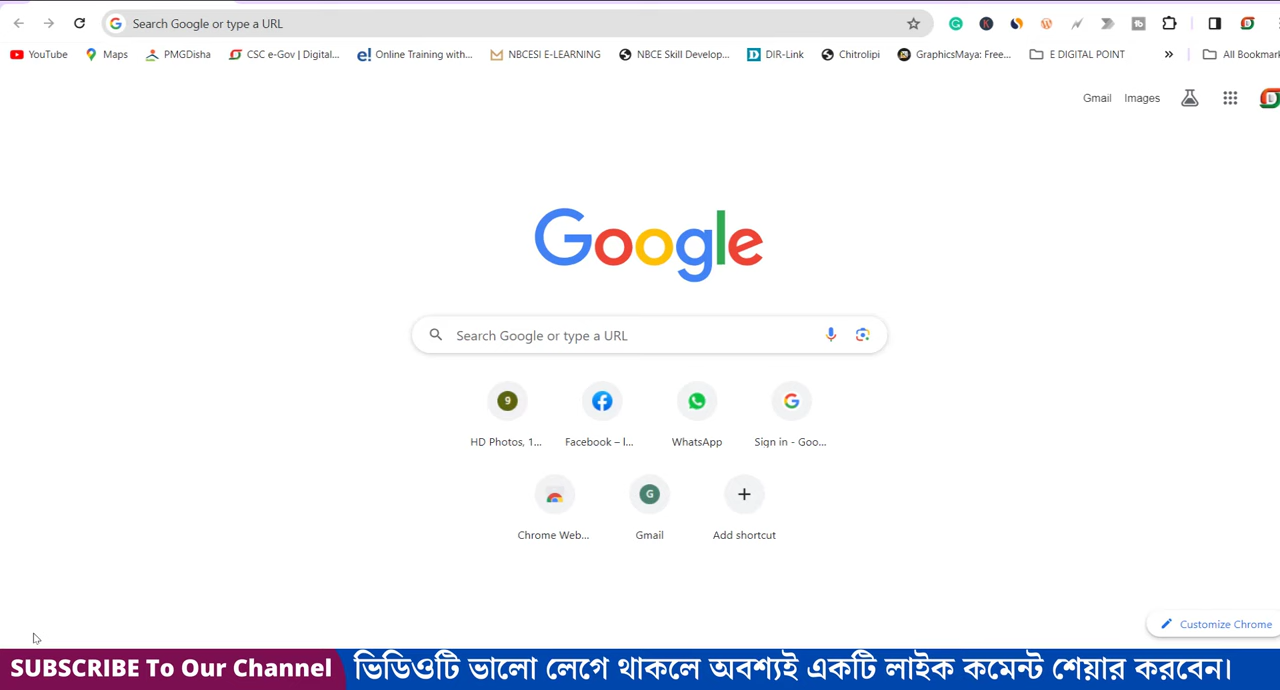 Search Google or type a URL
YouTube Maps PMGDisha CSC e-Gov | Digital... Online Training with... NBCESI E-LEARNING NBCE Skill Develop... DIR-Link Chitrolipi GraphicsMaya: Free... E DIGITAL POINT » All Bookmark
Gmail Images
Google
Search Google or type a URL
9
HD Photos, 1... Facebook – l... WhatsApp Sign in - Goo...
G
Chrome Web... Gmail Add shortcut
Customize Chrome
SUBSCRIBE To Our Channel ভিডিওটি ভালো লেগে থাকলে অবশ্যই একটি লাইক কমেন্ট শেয়ার করবেন।